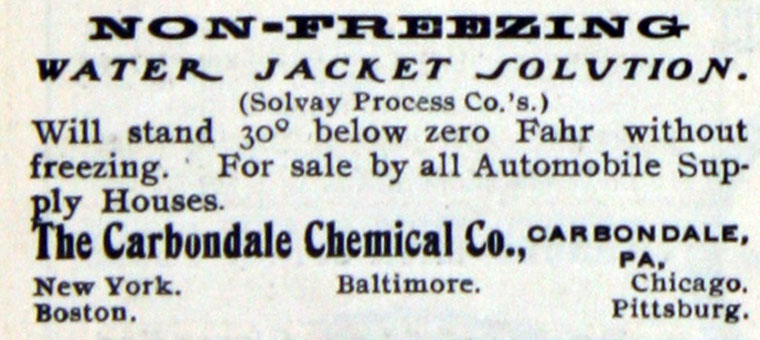 NON-FREEZING
WATER JACKET SOLVTION.
(Solvay Process Co.'s.)
Will stand 30° below zero Fahr without
freezing. For sale by all Automobile Sup-
ply Houses.
The Carbondale Chemical Co., CARBONDALE,
PA,
New York. Baltimore. Chicago.
Boston. Pittsburg.